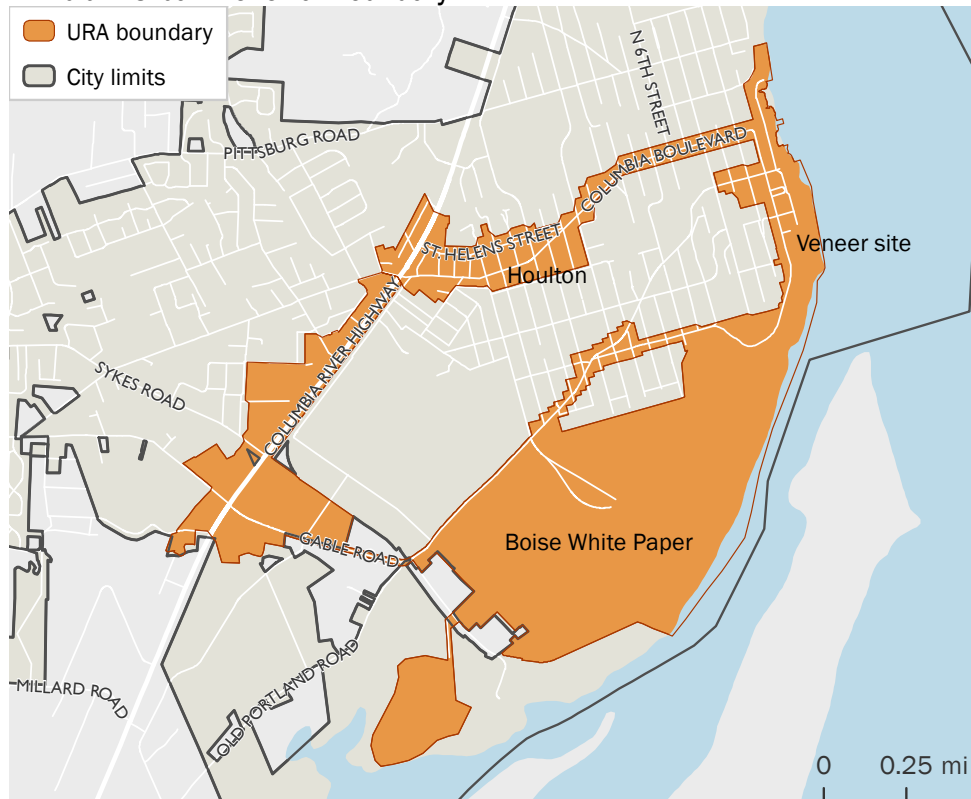 URA boundary
City limits
N 6TH STREET
PITTSBURG ROAD
COLUMBIA BOULEVARD
ST. HELENS STREET
Veneer site
Houlton
COLUMBIA RIVER HIGHWAY
SYKES ROAD
Boise White Paper
GABLE ROAD
OLD PORTLAND ROAD
MILLARD ROAD
0 0.25 mi